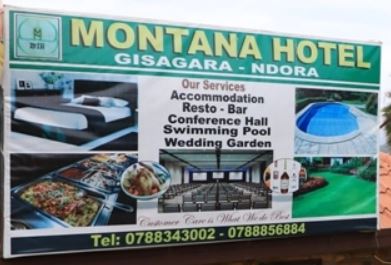 MONTANA HOTEL
GISAGARA - NDORA
Our Services
Accommodation
Resto - Bar
Conference Hall
Swimming Pool
Wedding Garden
Customer Care is What We do Best
Tel: 0788343002 - 0788856884